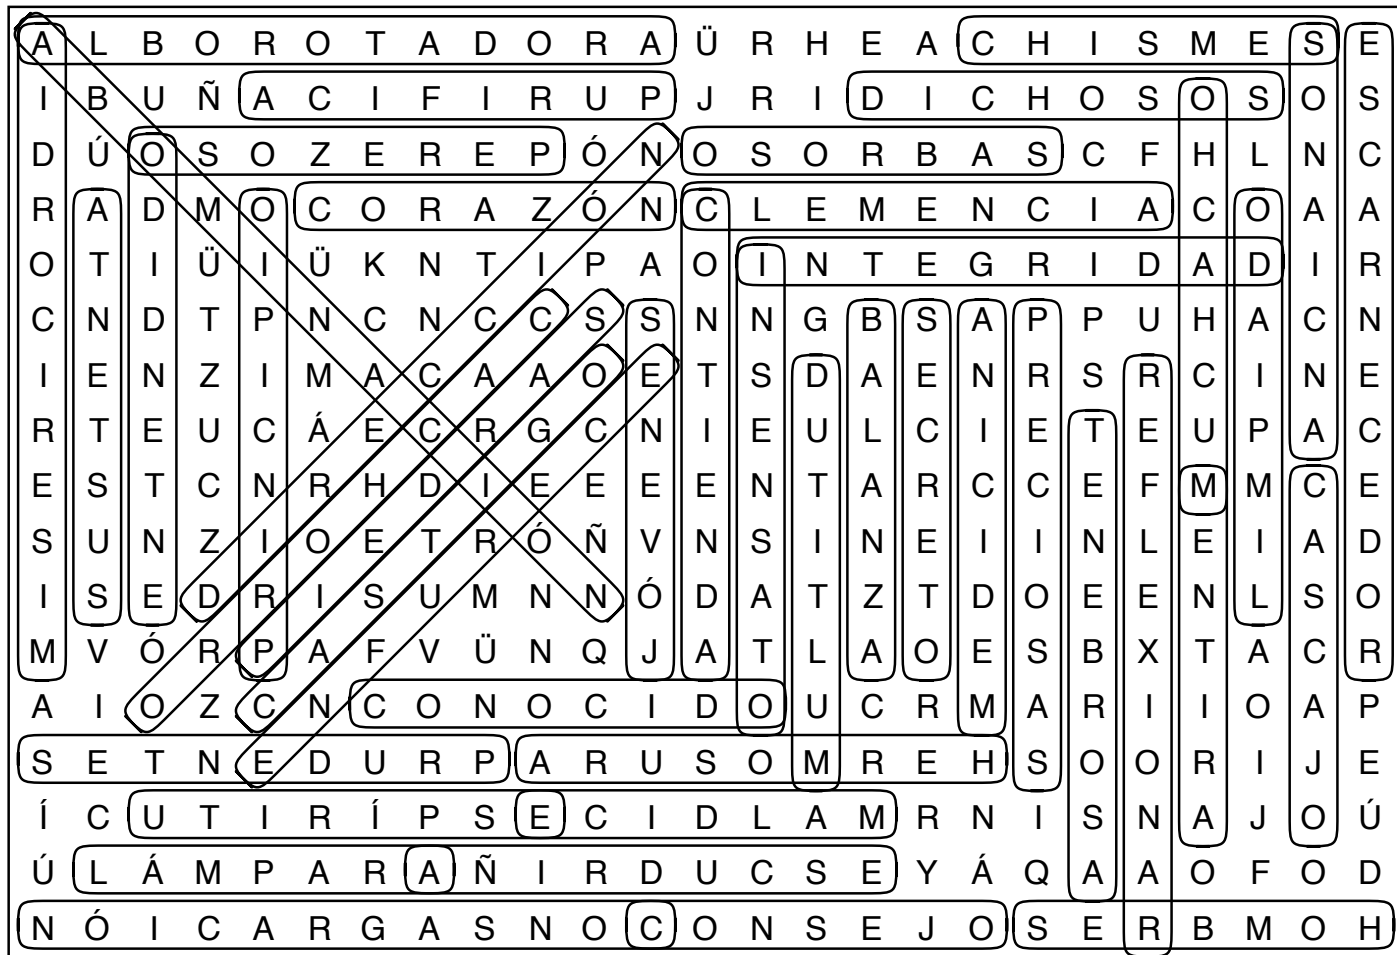 A L B O R O T A D O R A Ü R H E A C H I S M E S E
I B U Ñ A C I F I R U P J R I D I C H O S O S O S
D Ú O S O Z E R E P Ó N O S O R B A S C F H L N C
R A D M O C O R A Z Ó N C L E M E N C I A C O A A
O T I Ü I Ü K N T I P A O I N T E G R I D A D I R
C N D T P N C N C C S S N N G B S A P P U H A C N
I E N Z I M A C A A O E T S D A E N R S R C I N E
R T E U C Á E C R G C N I E U L C I E T E U P A C
E S T C N R H D I E E E E N T A R C C E F M M C E
S U N Z I O E T R Ó Ñ V N S I N E I I N L E I A D
I S E D R I S U M N N Ó D A T Z T D O E E N L S O
M V Ó R P A F V Ü N Q J A T L A O E S B X T A C R
A I O Z C N C O N O C I D O U C R M A R I I O A P
S E T N E D U R P A R U S O M R E H S O O R I J E
Í C U T I R Í P S E C I D L A M R N I S N A J O Ú
Ú L Á M P A R A Ñ I R D U C S E Y Á Q A A O F O D
N Ó I C A R G A S N O C O N S E J O S E R B M O H